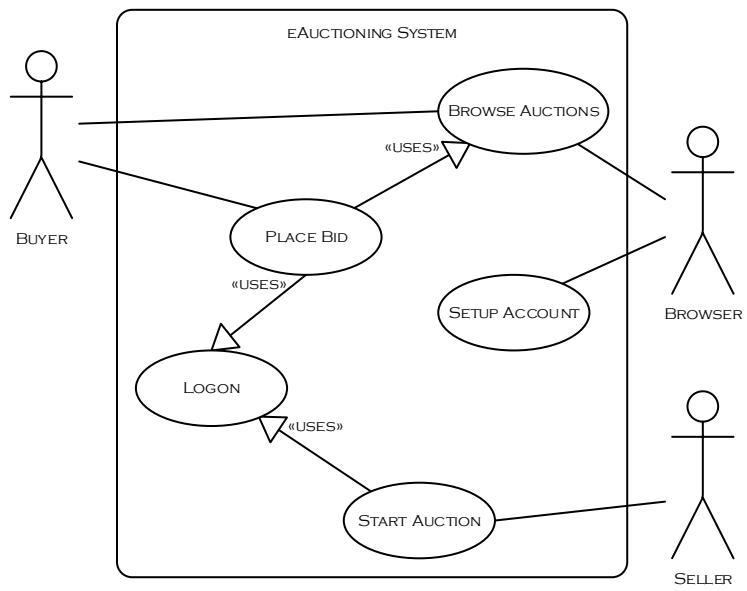 eAuctioning System
Browse Auctions
«uses»
Buyer
Place Bid
«uses»
Setup Account
Browser
Logon
«uses»
Start Auction
Seller